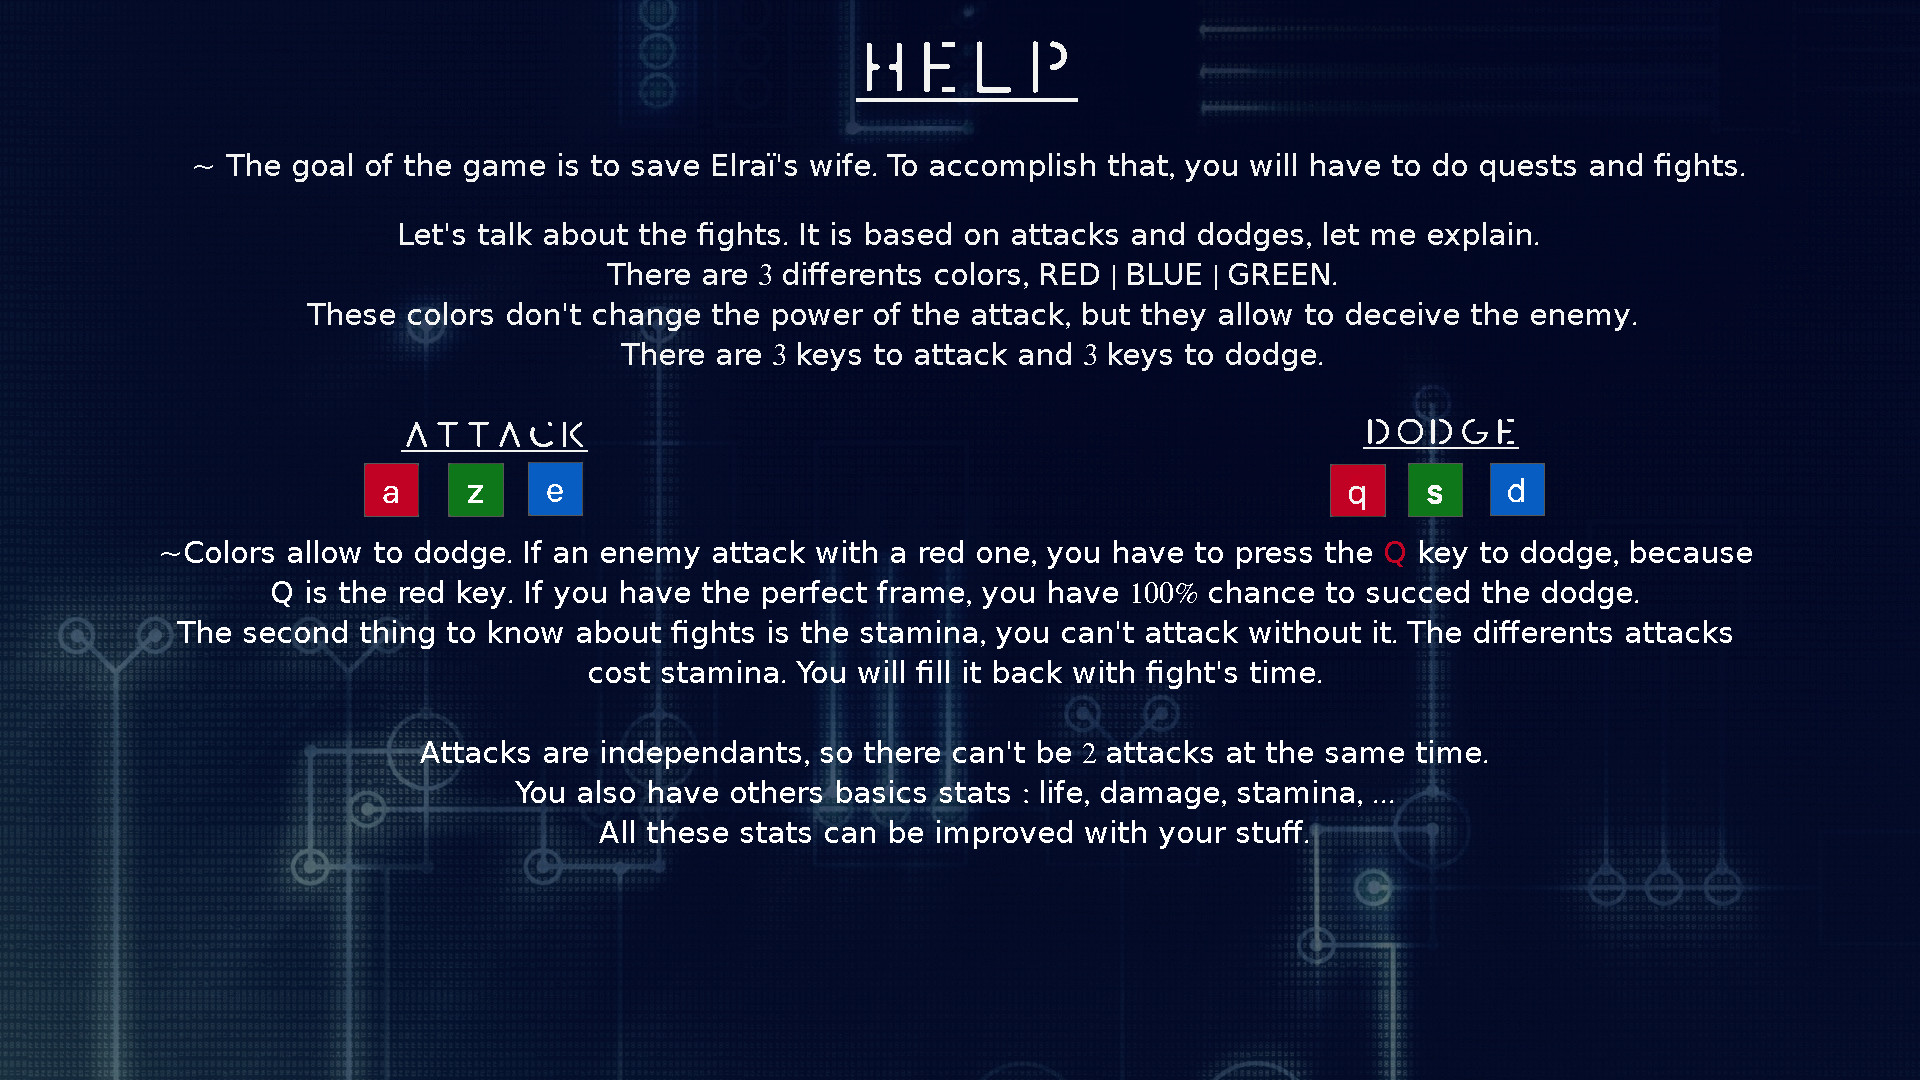 HELP
~ The goal of the game is to save Elraï's wife. To accomplish that, you will have to do quests and fights.
Let's talk about the fights. It is based on attacks and dodges, let me explain.
There are 3 differents colors, RED | BLUE | GREEN.
These colors don't change the power of the attack, but they allow to deceive the enemy.
There are 3 keys to attack and 3 keys to dodge.
ATTACK
a z e
DODGE
q s d
~Colors allow to dodge. If an enemy attack with a red one, you have to press the Q key to dodge, because
Q is the red key. If you have the perfect frame, you have 100% chance to succed the dodge.
The second thing to know about fights is the stamina, you can't attack without it. The differents attacks
cost stamina. You will fill it back with fight's time.
Attacks are independants, so there can't be 2 attacks at the same time.
You also have others basics stats : life, damage, stamina, ...
All these stats can be improved with your stuff.